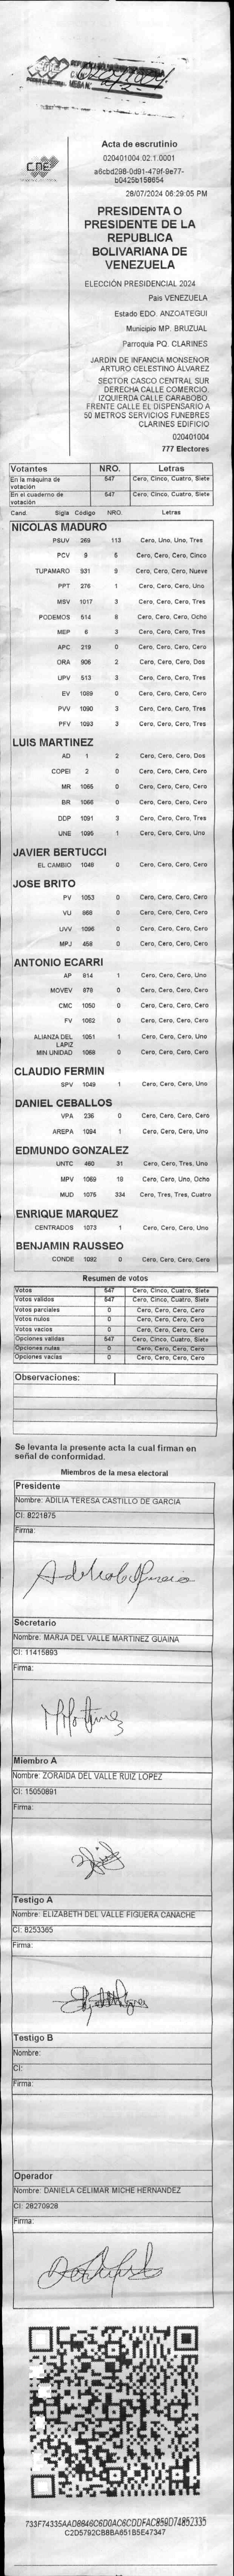 CNE
Acta de escrutinio
020401004.02.1.0001
a6cbd298-0d91-479f-9e77-
b0425b158654
28/07/2024 06:29:05 PM
PRESIDENTA O
PRESIDENTE DE LA
REPUBLICA
BOLIVARIANA DE
VENEZUELA
ELECCIÓN PRESIDENCIAL 2024
Pais VENEZUELA
Estado EDO. ANZOATEGUI
Municipio MP. BRUZUAL
Parroquia PQ. CLARINES
JARDIN DE INFANCIA MONSENOR
ARTURO CELESTINO ÁLVAREZ
SECTOR CASCO CENTRAL SUR
DERECHA CALLE COMERCIO.
IZQUIERDA CALLE CARABOBO
FRENTE CALLE EL DISPENSARIO A
50 METROS SERVICIOS FUNEBRES
CLARINES EDIFICIO
020401004
777 Electores
Votantes NRO. Letras
En la máquina de votación 547 Cero, Cinco, Cuatro, Siete
En el cuaderno de votación 547 Cero, Cinco, Cuatro, Siete
Cand. Sigla Código NRO. Letras
NICOLAS MADURO
PSUV 269 113 Cero, Uno, Uno, Tres
PCV 9 5 Cero, Cero, Cero, Cinco
TUPAMARO 931 9 Cero, Cero, Cero, Nueve
PPT 276 1 Cero, Cero, Cero, Uno
MSV 1017 3 Cero, Cero, Cero, Tres
PODEMOS 514 8 Cero, Cero, Cero, Ocho
MEP 6 3 Cero, Cero, Cero, Tres
APC 219 0 Cero, Cero, Cero, Cero
ORA 906 2 Cero, Cero, Cero, Dos
UPV 513 3 Cero, Cero, Cero, Tres
EV 1089 0 Cero, Cero, Cero, Cero
PVV 1090 3 Cero, Cero, Cero, Tres
PFV 1093 3 Cero, Cero, Cero, Tres
LUIS MARTINEZ
AD 1 2 Cero, Cero, Cero, Dos
COPEI 2 0 Cero, Cero, Cero, Cero
MR 1065 0 Cero, Cero, Cero, Cero
BR 1066 0 Cero, Cero, Cero, Cero
DDP 1091 3 Cero, Cero, Cero, Tres
UNE 1095 1 Cero, Cero, Cero, Uno
JAVIER BERTUCCI
EL CAMBIO 1048 0 Cero, Cero, Cero, Cero
JOSE BRITO
PV 1053 0 Cero, Cero, Cero, Cero
VU 868 0 Cero, Cero, Cero, Cero
UVV 1096 0 Cero, Cero, Cero, Cero
MPJ 456 0 Cero, Cero, Cero, Cero
ANTONIO ECARRI
AP 914 1 Cero, Cero, Cero, Uno
MOVEV 878 0 Cero, Cero, Cero, Cero
CMC 1050 0 Cero, Cero, Cero, Cero
FV 1062 0 Cero, Cero, Cero, Cero
ALIANZA DEL LAPIZ 1051 1 Cero, Cero, Cero, Uno
MIN UNIDAD 1068 0 Cero, Cero, Cero, Cero
CLAUDIO FERMIN
SPV 1049 1 Cero, Cero, Cero, Uno
DANIEL CEBALLOS
VPA 236 0 Cero, Cero, Cero, Cero
AREPA 1094 1 Cero, Cero, Cero, Uno
EDMUNDO GONZALEZ
UNTC 460 31 Cero, Cero, Tres, Uno
MPV 1069 18 Cero, Cero, Uno, Ocho
MUD 1075 334 Cero, Tres, Tres, Cuatro
ENRIQUE MARQUEZ
CENTRADOS 1073 1 Cero, Cero, Cero, Uno
BENJAMIN RAUSSEO
CONDE 1092 0 Cero, Cero, Cero, Cero
Resumen de votos
Votos 547 Cero, Cinco, Cuatro, Siete
Votos validos 547 Cero, Cinco, Cuatro, Siete
Votos parciales 0 Cero, Cero, Cero, Cero
Votos nulos 0 Cero, Cero, Cero, Cero
Votos vacios 0 Cero, Cero, Cero, Cero
Opciones validas 547 Cero, Cinco, Cuatro, Siete
Opciones nulas 0 Cero, Cero, Cero, Cero
Opciones vacias 0 Cero, Cero, Cero, Cero
Observaciones:
Se levanta la presente acta la cual firman en
señal de conformidad.
Miembros de la mesa electoral
Presidente
Nombre: ADILIA TERESA CASTILLO DE GARCIA
CI: 8221875
Firma:
Secretario
Nombre: MARJA DEL VALLE MARTINEZ GUAINA
CI: 11415893
Firma:
Miembro A
Nombre: ZORAIDA DEL VALLE RUIZ LOPEZ
CI: 15050891
Firma:
Testigo A
Nombre: ELIZABETH DEL VALLE FIGUERA CANACHE
CI: 8253365
Firma:
Testigo B
Nombre:
CI:
Firma:
Operador
Nombre: DANIELA CELIMAR MICHE HERNANDEZ
CI: 28270928
Firma:
733F74335AAD8846C6D0AC6CDDFAC859D74852335
C2D5792CB8BA651B5E47347